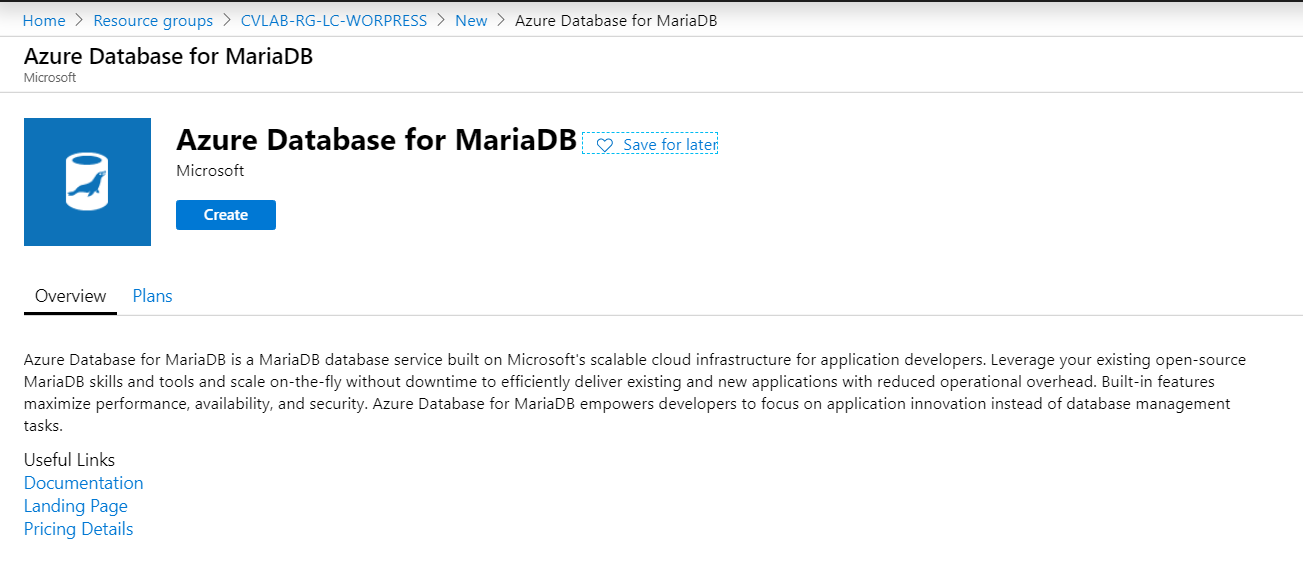 Home > Resource groups > CVLAB-RG-LC-WORPRESS > New > Azure Database for MariaDB
Azure Database for MariaDB
Microsoft
Azure Database for MariaDB Save for later
Microsoft
Create
Overview Plans
Azure Database for MariaDB is a MariaDB database service built on Microsoft's scalable cloud infrastructure for application developers. Leverage your existing open-source
MariaDB skills and tools and scale on-the-fly without downtime to efficiently deliver existing and new applications with reduced operational overhead. Built-in features
maximize performance, availability, and security. Azure Database for MariaDB empowers developers to focus on application innovation instead of database management
tasks.
Useful Links
Documentation
Landing Page
Pricing Details